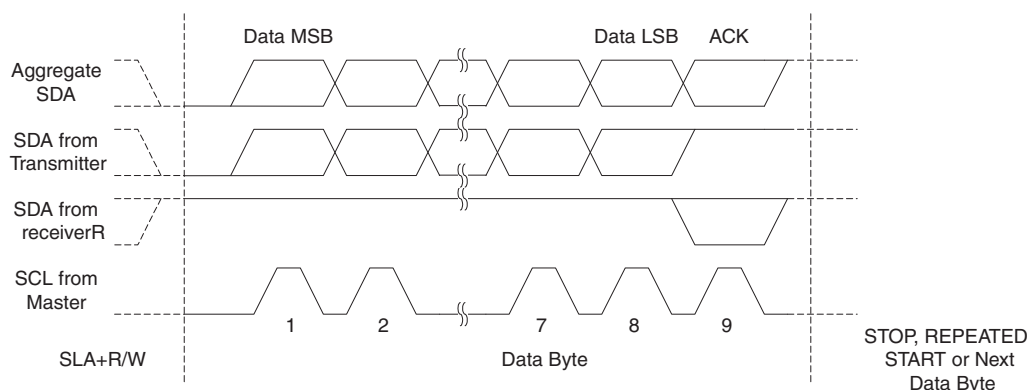 Data MSB
Data LSB
ACK
Aggregate
SDA
SDA from
Transmitter
SDA from
receiverR
SCL from
Master
1
2
7
8
9
SLA+R/W
Data Byte
STOP, REPEATED
START or Next
Data Byte